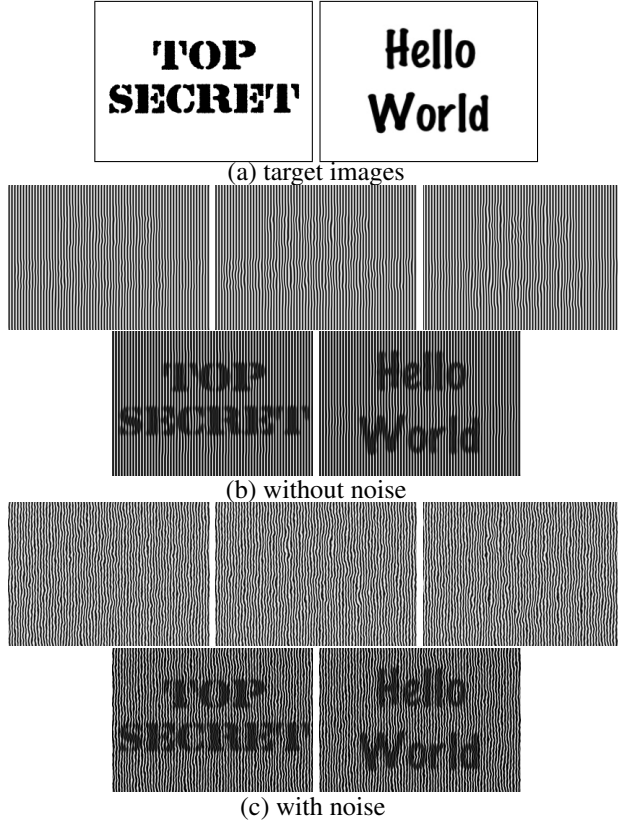 TOP
SECRET
Hello
World
(a) target images
TOP
SECRET
Hello
World
(b) without noise
TOP
SECRET
Hello
World
(c) with noise